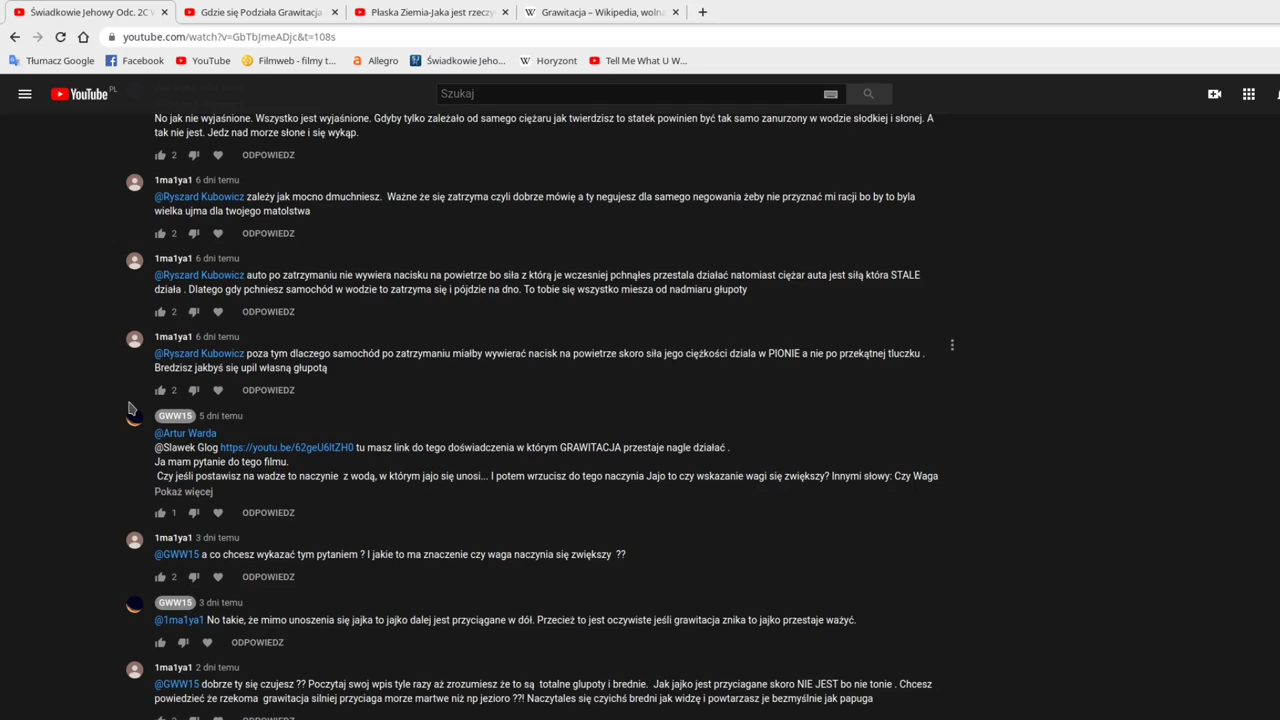 Świadkowie Jehowy Odc. 2C W
Gdzie się Podziała Grawitacja
Płaska Ziemia-Jaka jest rzeczy
Grawitacja – Wikipedia, wolna
youtube.com/watch?v=GbTbJmeADjc&t=108s
Tłumacz Google Facebook YouTube Filmweb - filmy t... Allegro Świadkowie Jeho... Horyzont Tell Me What U W...
YouTube PL
Szukaj
No jak nie wyjaśnione. Wszystko jest wyjaśnione. Gdyby tylko zależało od samego ciężaru jak twierdzisz to statek powinien być tak samo zanurzony w wodzie słodkiej i słonej. A
tak nie jest. Jedz nad morze słone i się wykąp.
2 ODPOWIEDZ
1ma1ya1 6 dni temu
@Ryszard Kubowicz zależy jak mocno dmuchniesz. Ważne że się zatrzyma czyli dobrze mówię a ty negujesz dla samego negowania żeby nie przyznać mi racji bo by to byla
wielka ujma dla twojego matolstwa
2 ODPOWIEDZ
1ma1ya1 6 dni temu
@Ryszard Kubowicz auto po zatrzymaniu nie wywiera nacisku na powietrze bo siła z którą je wczesniej pchnąłes przestala działać natomiast ciężar auta jest siłą która STALE
działa . Dlatego gdy pchniesz samochód w wodzie to zatrzyma się i pójdzie na dno. To tobie się wszystko miesza od nadmiaru głupoty
2 ODPOWIEDZ
1ma1ya1 6 dni temu
@Ryszard Kubowicz poza tym dlaczego samochód po zatrzymaniu miałby wywierać nacisk na powietrze skoro siła jego ciężkości dziala w PIONIE a nie po przekątnej tluczku .
Bredzisz jakbyś się upil własną głupotą
2 ODPOWIEDZ
GWW15 5 dni temu
@Artur Warda
@Slawek Glog https://youtu.be/62geU6ltZH0 tu masz link do tego doświadczenia w którym GRAWITACJA przestaje nagle działać .
Ja mam pytanie do tego filmu.
Czy jeśli postawisz na wadze to naczynie z wodą, w którym jajo się unosi... I potem wrzucisz do tego naczynia Jajo to czy wskazanie wagi się zwiększy? Innymi słowy: Czy Waga
Pokaż więcej
1 ODPOWIEDZ
1ma1ya1 3 dni temu
@GWW15 a co chcesz wykazać tym pytaniem ? I jakie to ma znaczenie czy waga naczynia się zwiększy ??
2 ODPOWIEDZ
GWW15 3 dni temu
@1ma1ya1 No takie, że mimo unoszenia się jajka to jajko dalej jest przyciągane w dół. Przecież to jest oczywiste jeśli grawitacja znika to jajko przestaje ważyć.
ODPOWIEDZ
1ma1ya1 2 dni temu
@GWW15 dobrze ty się czujesz ?? Poczytaj swoj wpis tyle razy aż zrozumiesz że to są totalne glupoty i brednie. Jak jajko jest przyciagane skoro NIE JEST bo nie tonie . Chcesz
powiedzieć że rzekoma grawitacja silniej przyciaga morze martwe niż np jezioro ??! Naczytales się czyichś bredni jak widzę i powtarzasz je bezmyślnie jak papuga